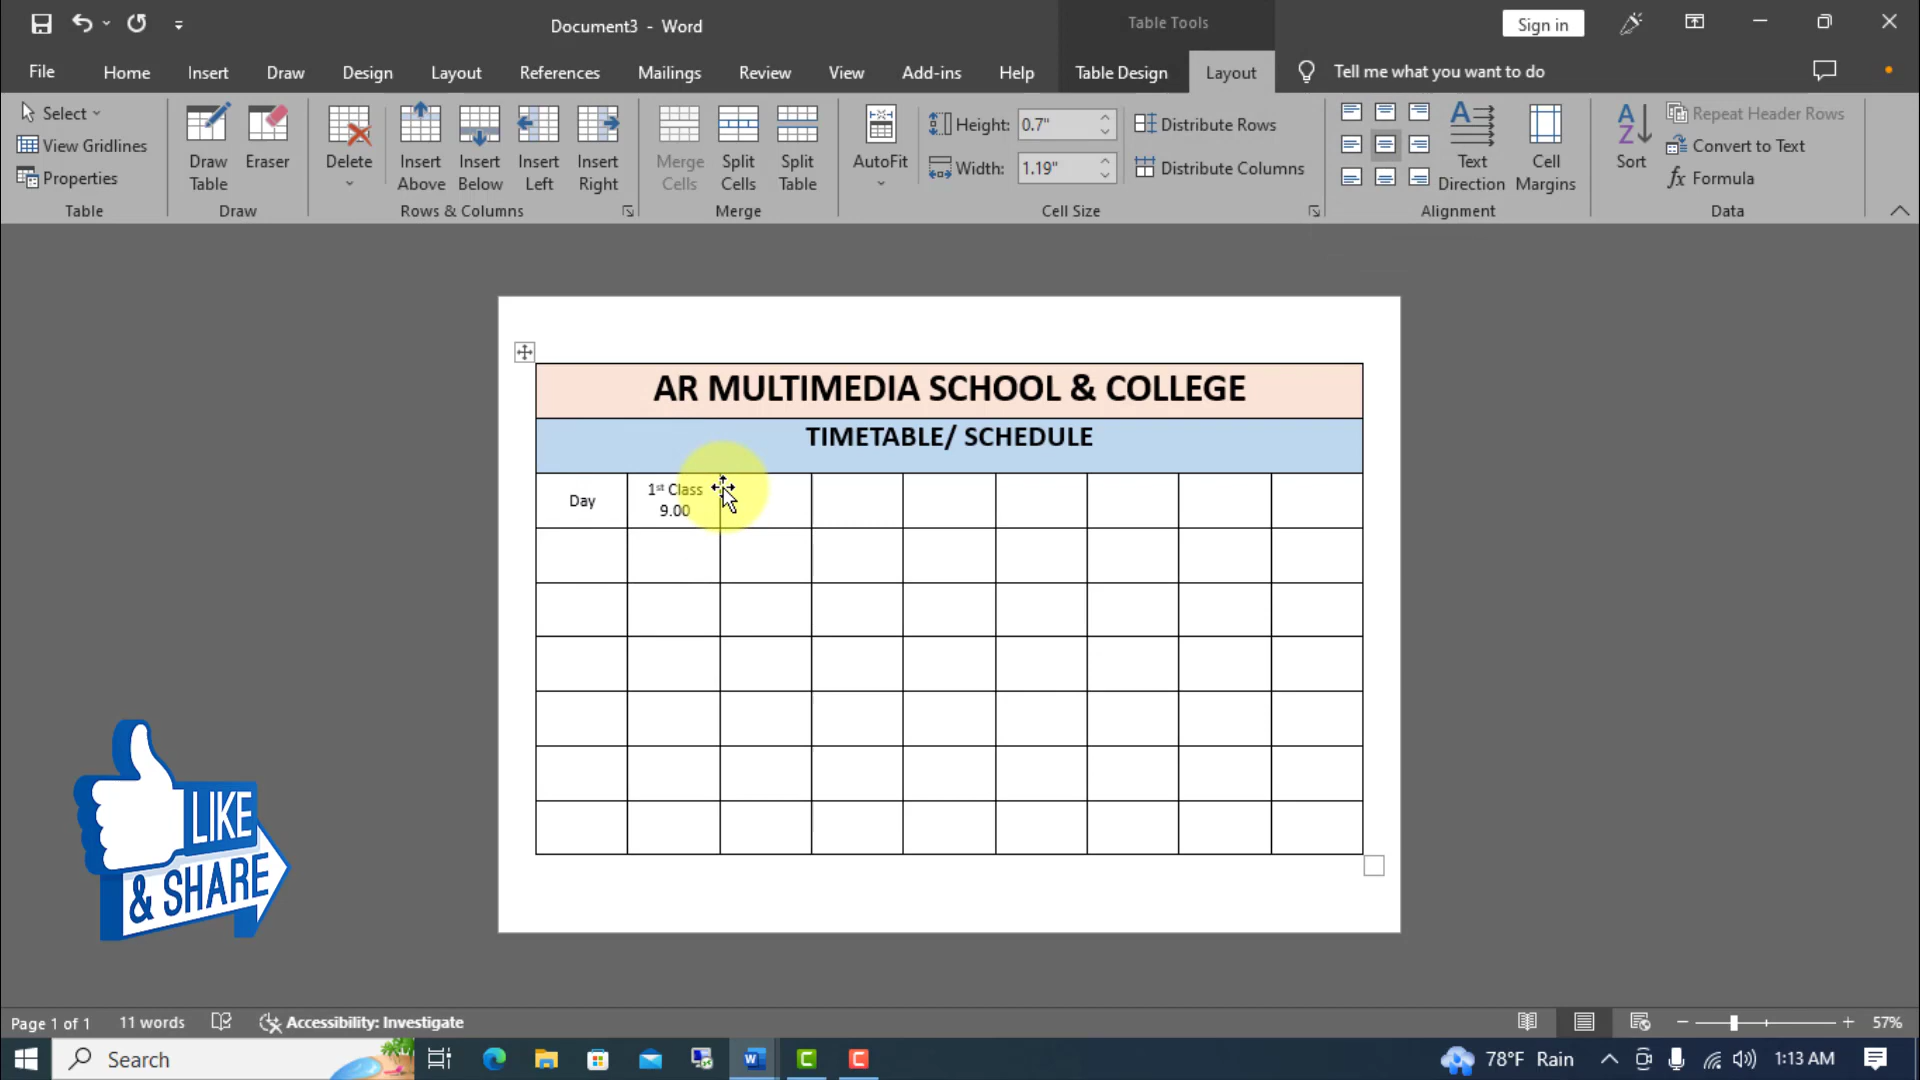 Document3 - Word
Table Tools
Sign in
File
Home
Insert
Draw
Design
Layout
References
Mailings
Review
View
Add-ins
Help
Table Design
Layout
Tell me what you want to do
Select
View Gridlines
Properties
Table
Draw Table
Eraser
Draw
Delete
Insert Above
Insert Below
Insert Left
Insert Right
Rows & Columns
Merge Cells
Split Cells
Split Table
Merge
AutoFit
Height: 0.7"
Width: 1.19"
Distribute Rows
Distribute Columns
Cell Size
Text Direction
Cell Margins
Alignment
Sort
Repeat Header Rows
Convert to Text
Formula
Data
AR MULTIMEDIA SCHOOL & COLLEGE
TIMETABLE/ SCHEDULE
Day
1st Class
9.00
LIKE
& SHARE
Page 1 of 1
11 words
Accessibility: Investigate
57%
Search
78°F Rain
1:13 AM